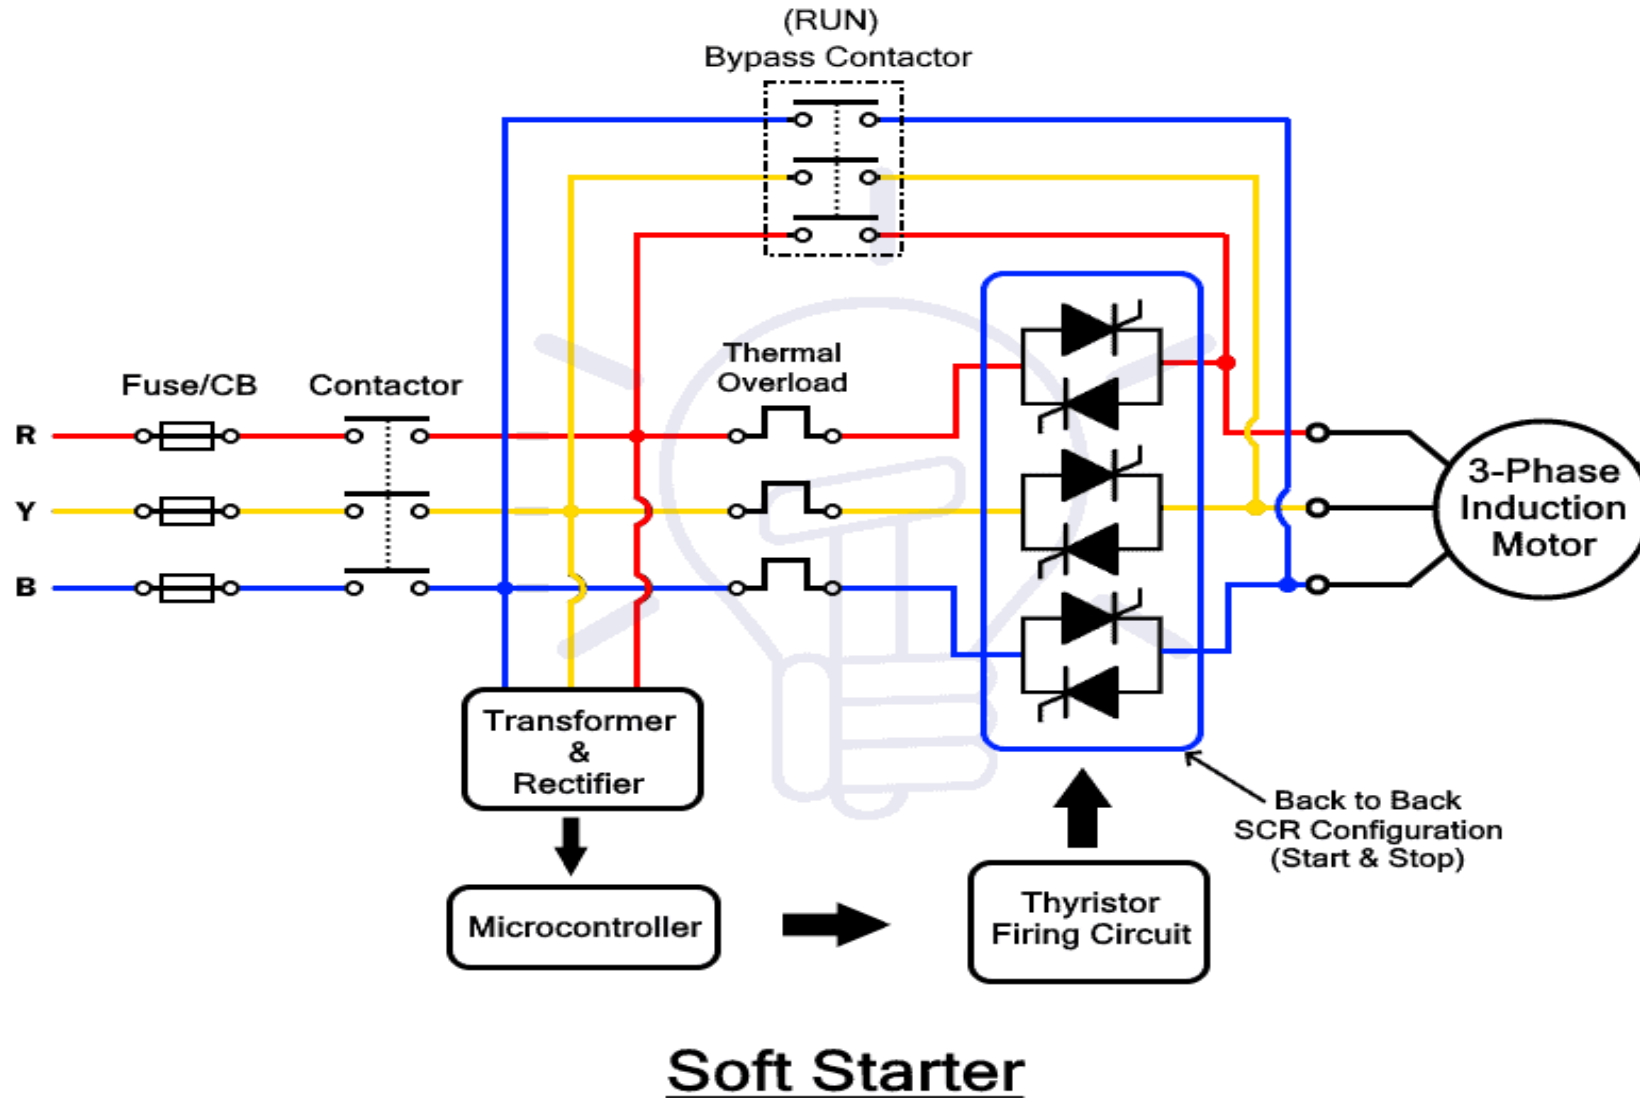 (RUN)
Bypass Contactor
Thermal
Overload
Fuse/CB
Contactor
R
Y
B
3-Phase
Induction
Motor
Transformer
&
Rectifier
Back to Back
SCR Configuration
(Start & Stop)
Microcontroller
Thyristor
Firing Circuit
Soft Starter